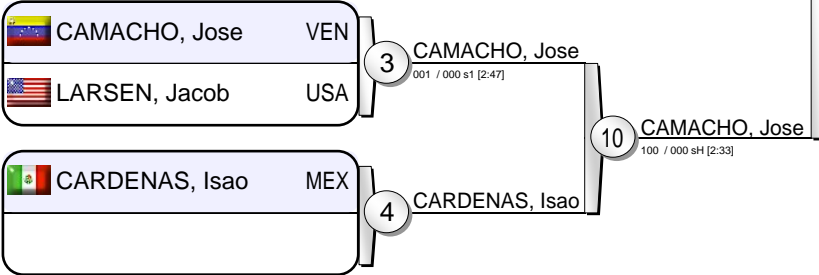 CAMACHO, Jose VEN
LARSEN, Jacob USA
3
CAMACHO, Jose
001 / 000 s1 [2:47]
10
CAMACHO, Jose
100 / 000 sH [2:33]
CARDENAS, Isao MEX
4
CARDENAS, Isao